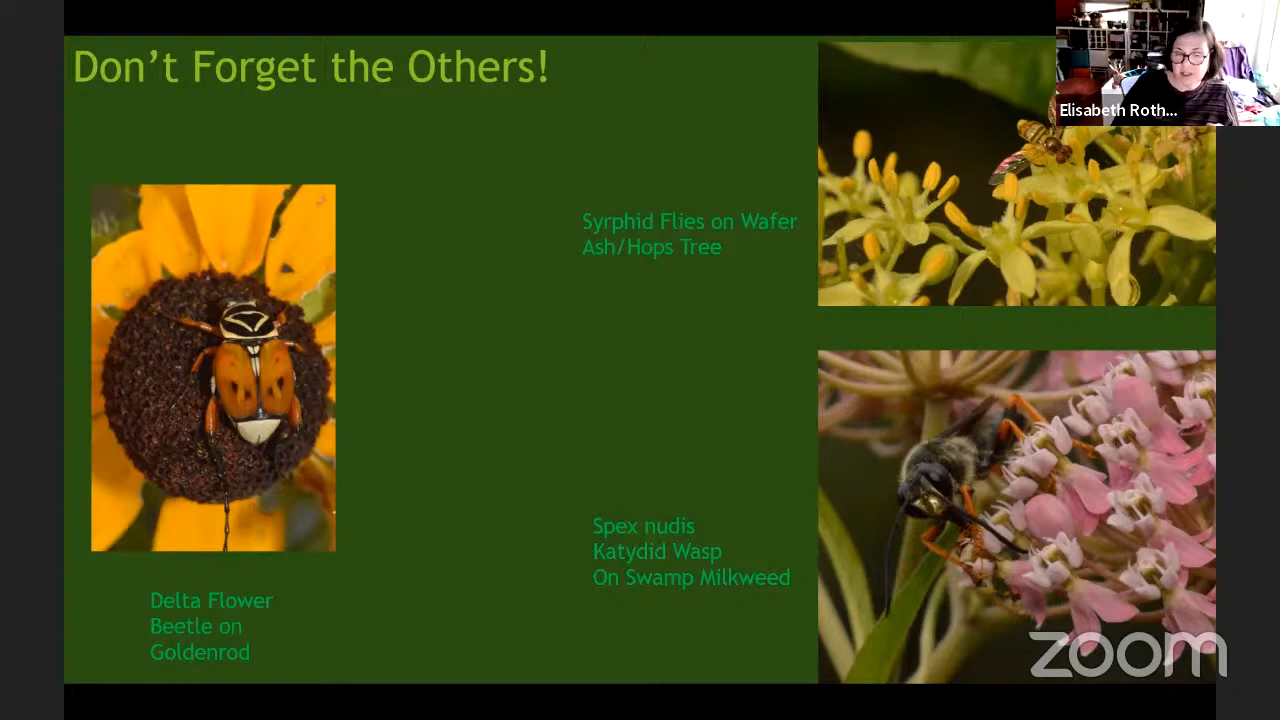 Don't Forget the Others!
Elisabeth Roth...
Syrphid Flies on Wafer
Ash/Hops Tree
Spex nudis
Katydid Wasp
On Swamp Milkweed
Delta Flower
Beetle on
Goldenrod
zoom